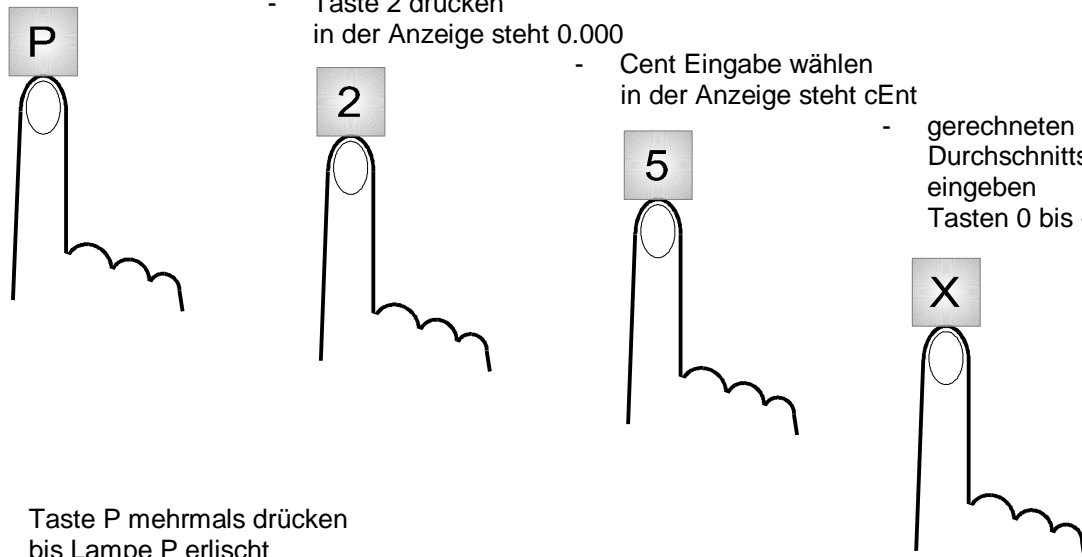 P
- Taste 2 drücken
in der Anzeige steht 0.000
2
- Cent Eingabe wählen
in der Anzeige steht cEnt
5
- gerechneten
eingeben
Tasten 0 bis
X
Taste P mehrmals drücken
bis Lampe P erlischt